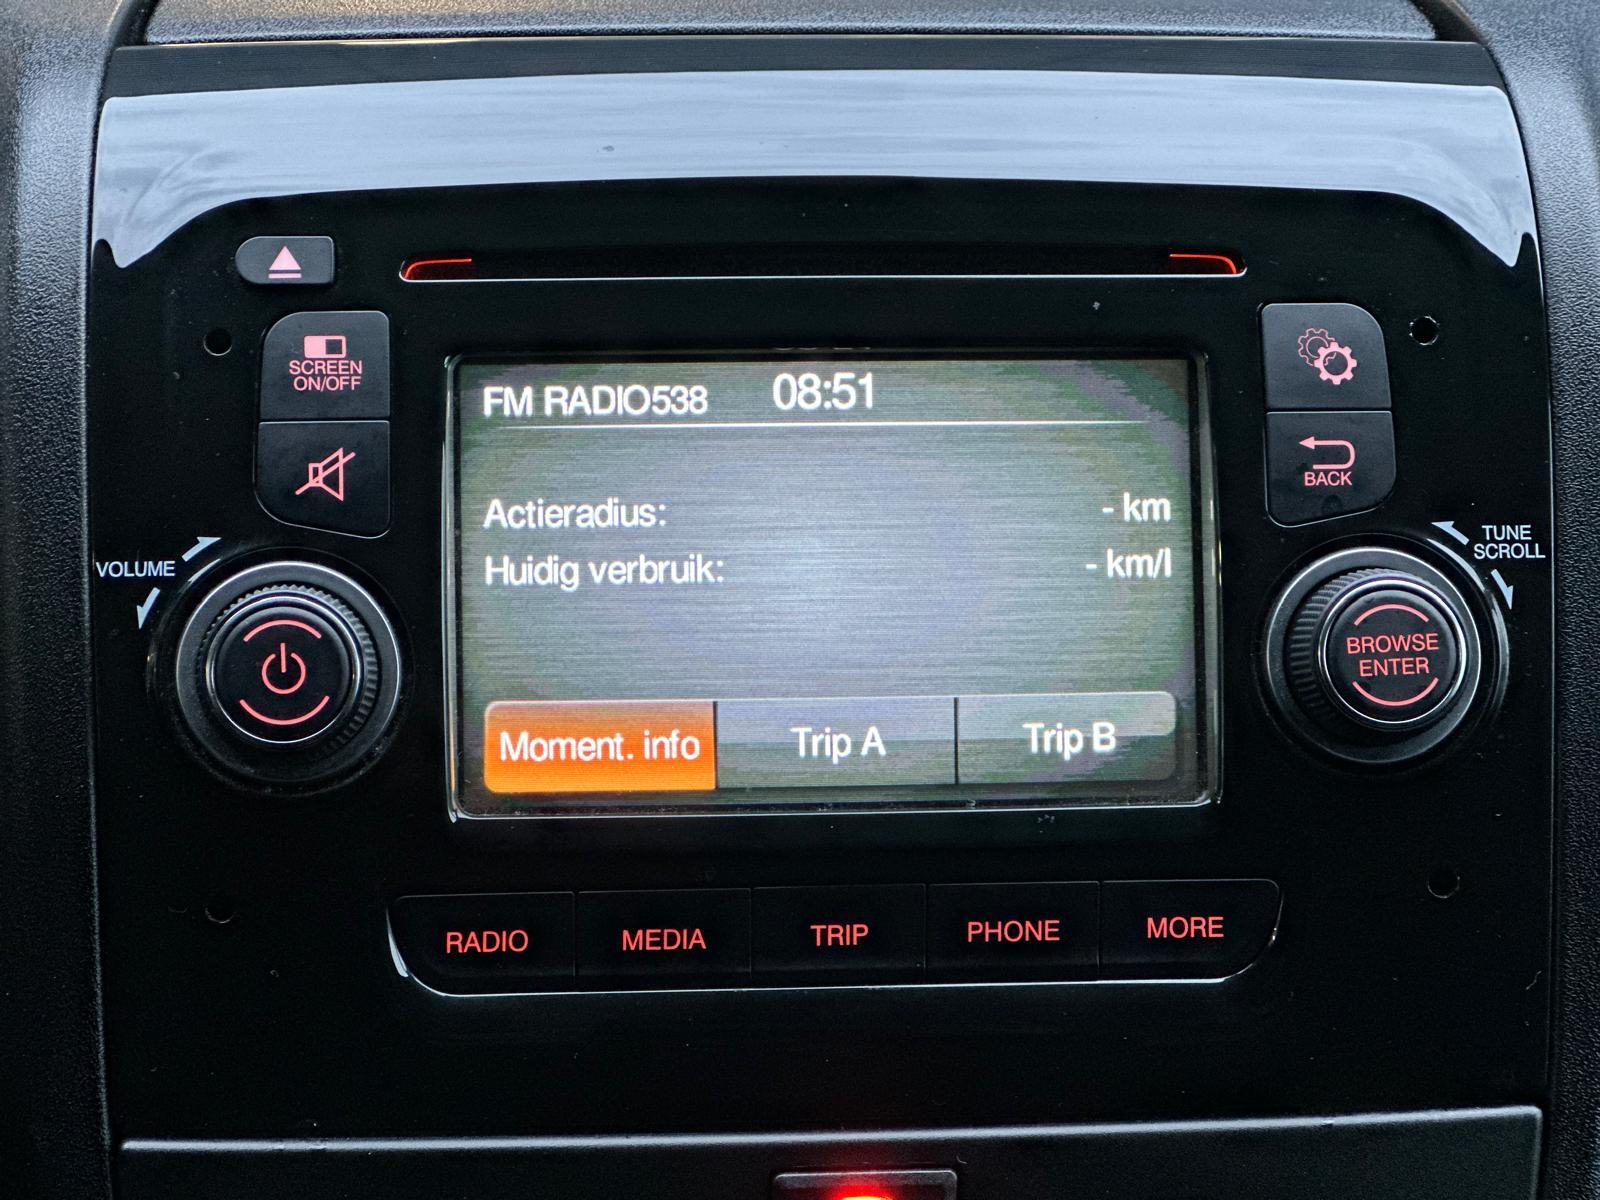 SCREEN
ON/OFF
FM RADIO538
08:51
BACK
VOLUME
TUNE
SCROLL
Actieradius: - km
Huidig verbruik: - km/l
BROWSE
ENTER
Moment. info
Trip A
Trip B
RADIO
MEDIA
TRIP
PHONE
MORE